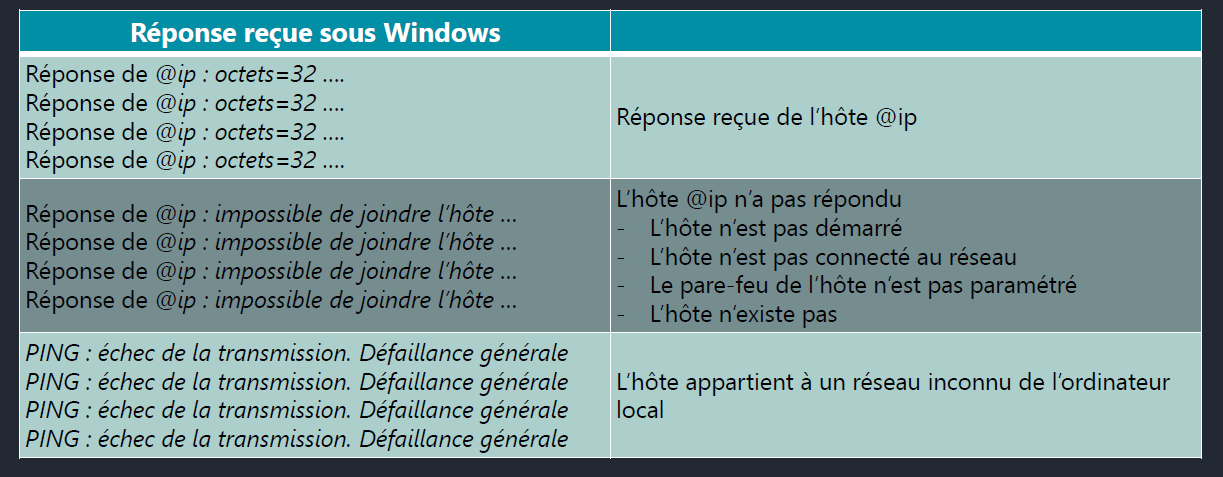 Réponse reçue sous Windows
Réponse de @ip : octets=32 ....
Réponse de @ip : octets=32 ....
Réponse de @ip : octets=32 ....
Réponse de @ip : octets=32 ....
Réponse reçue de l’hôte @ip
Réponse de @ip : impossible de joindre l’hôte ...
Réponse de @ip : impossible de joindre l’hôte ...
Réponse de @ip : impossible de joindre l’hôte ...
Réponse de @ip : impossible de joindre l’hôte ...
L’hôte @ip n’a pas répondu
- L’hôte n’est pas démarré
- L’hôte n’est pas connecté au réseau
- Le pare-feu de l’hôte n’est pas paramétré
- L’hôte n’existe pas
PING : échec de la transmission. Défaillance générale
PING : échec de la transmission. Défaillance générale
PING : échec de la transmission. Défaillance générale
PING : échec de la transmission. Défaillance générale
L’hôte appartient à un réseau inconnu de l’ordinateur
local